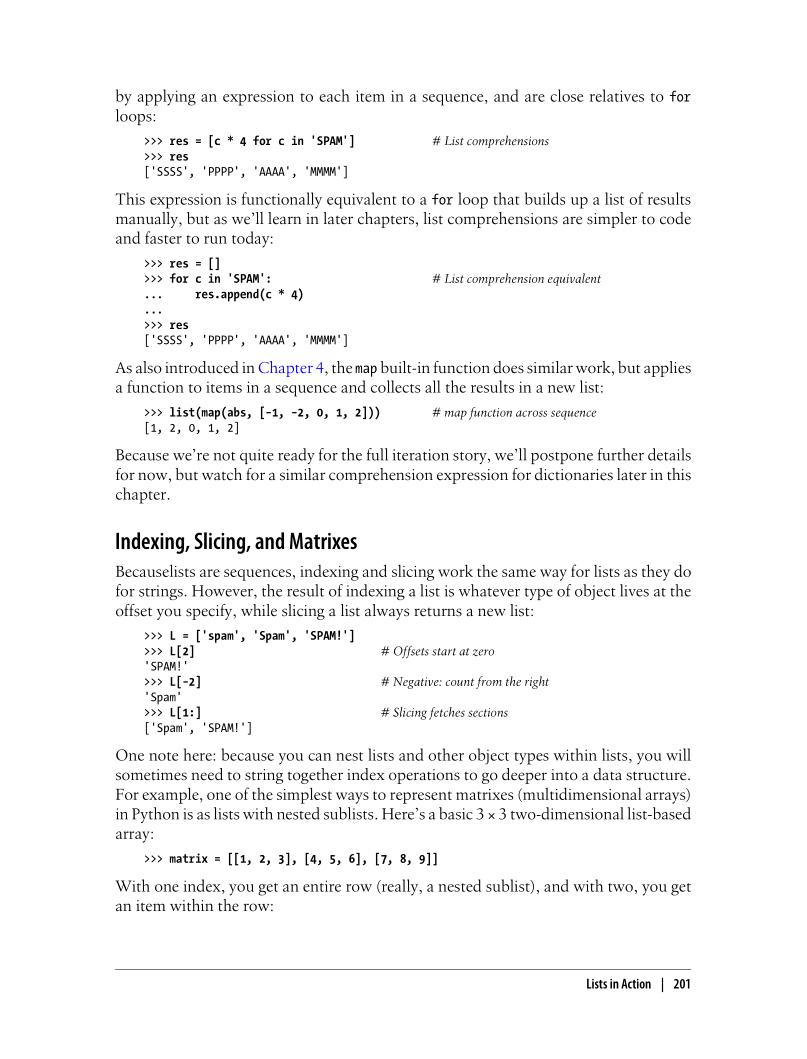 by applying an expression to each item in a sequence, and are close relatives to for
loops:
>>> res = [c * 4 for c in 'SPAM'] # List comprehensions
>>> res
['SSSS', 'PPPP', 'AAAA', 'MMMM']
This expression is functionally equivalent to a for loop that builds up a list of results
manually, but as we’ll learn in later chapters, list comprehensions are simpler to code
and faster to run today:
>>> res = []
>>> for c in 'SPAM': # List comprehension equivalent
...     res.append(c * 4)
...
>>> res
['SSSS', 'PPPP', 'AAAA', 'MMMM']
As also introduced in Chapter 4, the map built-in function does similar work, but applies
a function to items in a sequence and collects all the results in a new list:
>>> list(map(abs, [-1, -2, 0, 1, 2])) # map function across sequence
[1, 2, 0, 1, 2]
Because we’re not quite ready for the full iteration story, we’ll postpone further details
for now, but watch for a similar comprehension expression for dictionaries later in this
chapter.
Indexing, Slicing, and Matrixes
Becauselists are sequences, indexing and slicing work the same way for lists as they do
for strings. However, the result of indexing a list is whatever type of object lives at the
offset you specify, while slicing a list always returns a new list:
>>> L = ['spam', 'Spam', 'SPAM!']
>>> L[2] # Offsets start at zero
'SPAM!'
>>> L[-2] # Negative: count from the right
'Spam'
>>> L[1:] # Slicing fetches sections
['Spam', 'SPAM!']
One note here: because you can nest lists and other object types within lists, you will
sometimes need to string together index operations to go deeper into a data structure.
For example, one of the simplest ways to represent matrixes (multidimensional arrays)
in Python is as lists with nested sublists. Here’s a basic 3 × 3 two-dimensional list-based
array:
>>> matrix = [[1, 2, 3], [4, 5, 6], [7, 8, 9]]
With one index, you get an entire row (really, a nested sublist), and with two, you get
an item within the row:
Lists in Action | 201